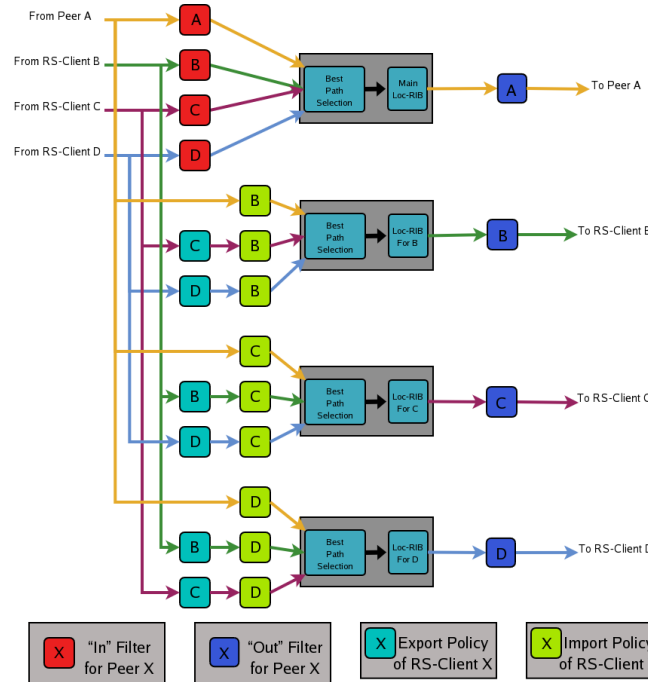 From Peer A
A
From RS-Client B
B
From RS-Client C
C
From RS-Client D
D
Best
Path
Selection
Main
Loc-RIB
A
To Peer A
B
C
B
D
B
Best
Path
Selection
Loc-RIB
For B
B
To RS-Client B
C
B
C
D
C
Best
Path
Selection
Loc-RIB
For C
C
To RS-Client C
D
B
D
C
D
Best
Path
Selection
Loc-RIB
For D
D
To RS-Client D
X
"In" Filter
for Peer X
X
"Out" Filter
for Peer X
X
Export Policy
of RS-Client X
X
Import Policy
of RS-Client